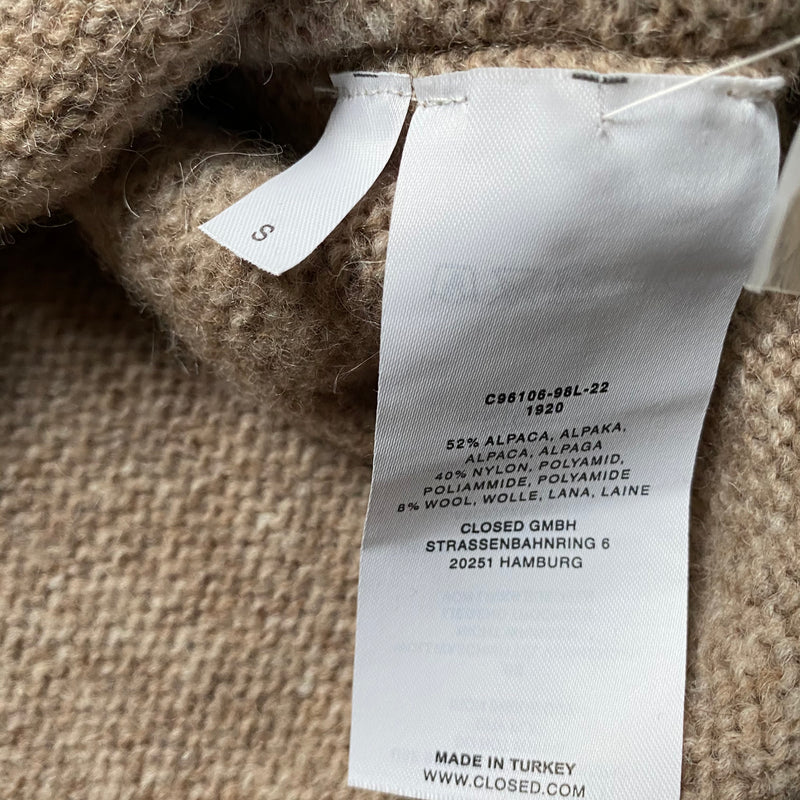 S
C96106-98L-22
1920
52% ALPACA, ALPAKA,
ALPACA, ALPAGA
40% NYLON, POLYAMID,
POLIAMMIDE, POLYAMIDE
8% WOOL, WOLLE, LANA, LAINE
CLOSED GMBH
STRASSENBAHNRING 6
20251 HAMBURG
MADE IN TURKEY
WWW.CLOSED.COM